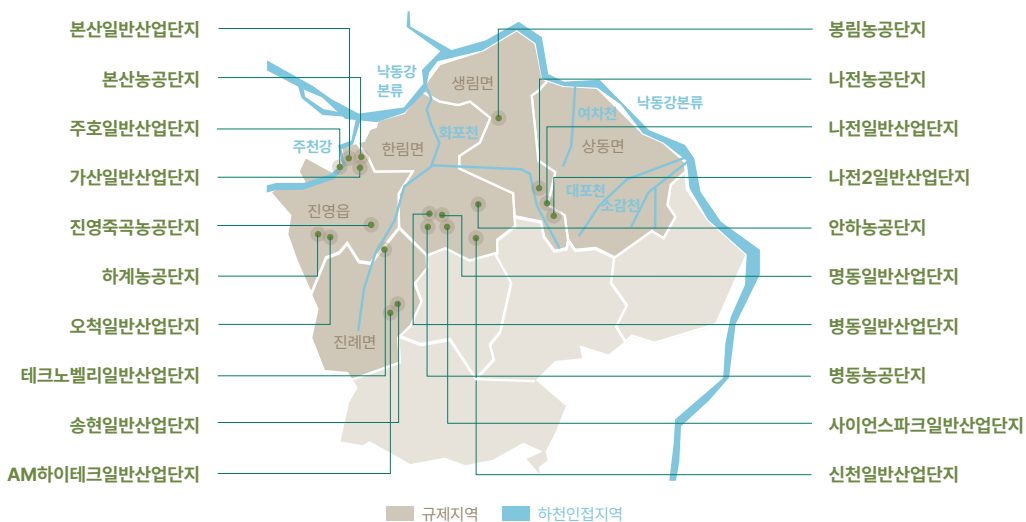 본산일반산업단지
본산농공단지
주호일반산업단지
가산일반산업단지
진영죽곡농공단지
하계농공단지
오척일반산업단지
테크노벨리일반산업단지
송현일반산업단지
AM하이테크일반산업단지
낙동강
본류
생림면
화포천
한림면
주천강
진영읍
진례면
여차천
낙동강본류
상동면
대포천
소감천
봉림농공단지
나전농공단지
나전일반산업단지
나전2일반산업단지
안하농공단지
명동일반산업단지
병동일반산업단지
병동농공단지
사이언스파크일반산업단지
신천일반산업단지
규제지역
하천인접지역